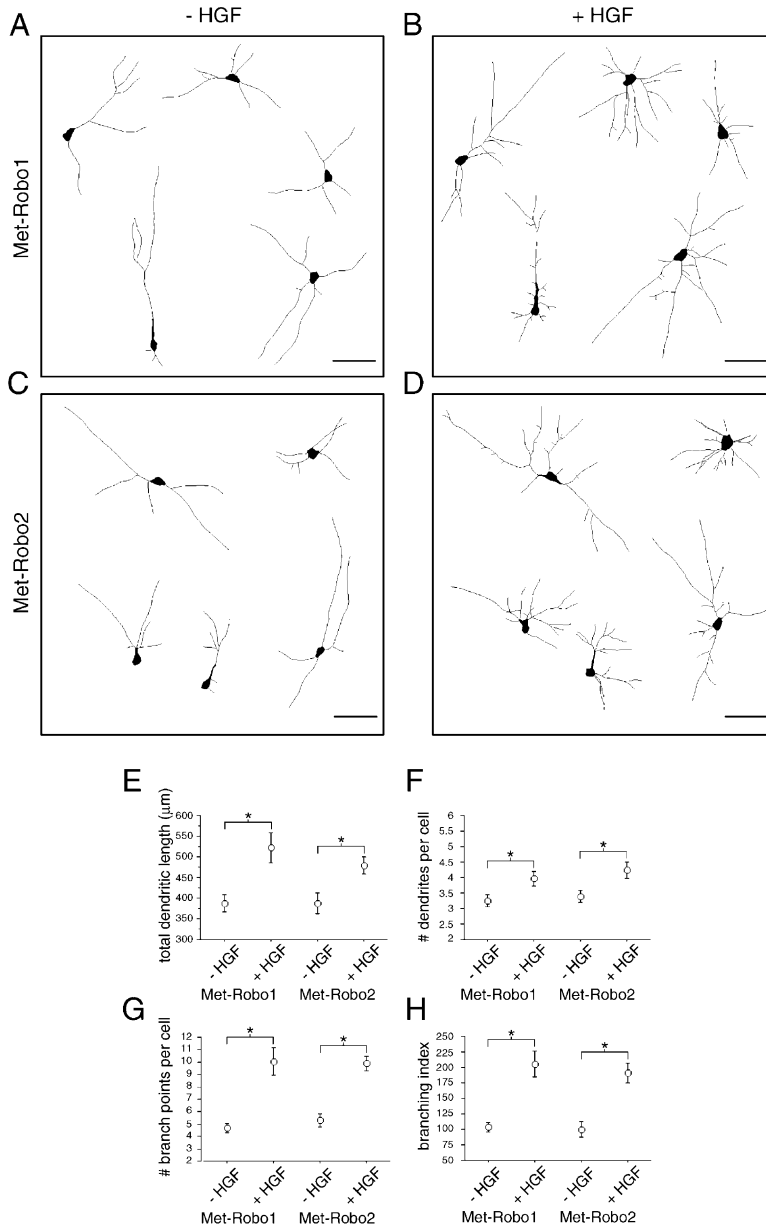 - HGF
+ HGF
A
B
Met-Robo1
C
D
Met-Robo2
E
total dendritic length (μm)
600
550
500
450
400
350
300
*
*
- HGF
+ HGF
- HGF
+ HGF
Met-Robo1
Met-Robo2
F
# dendrites per cell
6
5.5
5
4.5
4
3.5
3
2.5
2
*
*
- HGF
+ HGF
- HGF
+ HGF
Met-Robo1
Met-Robo2
G
# branch points per cell
12
11
10
9
8
7
6
5
4
3
2
*
*
- HGF
+ HGF
- HGF
+ HGF
Met-Robo1
Met-Robo2
H
branching index
250
225
200
175
150
125
100
75
50
*
*
- HGF
+ HGF
- HGF
+ HGF
Met-Robo1
Met-Robo2